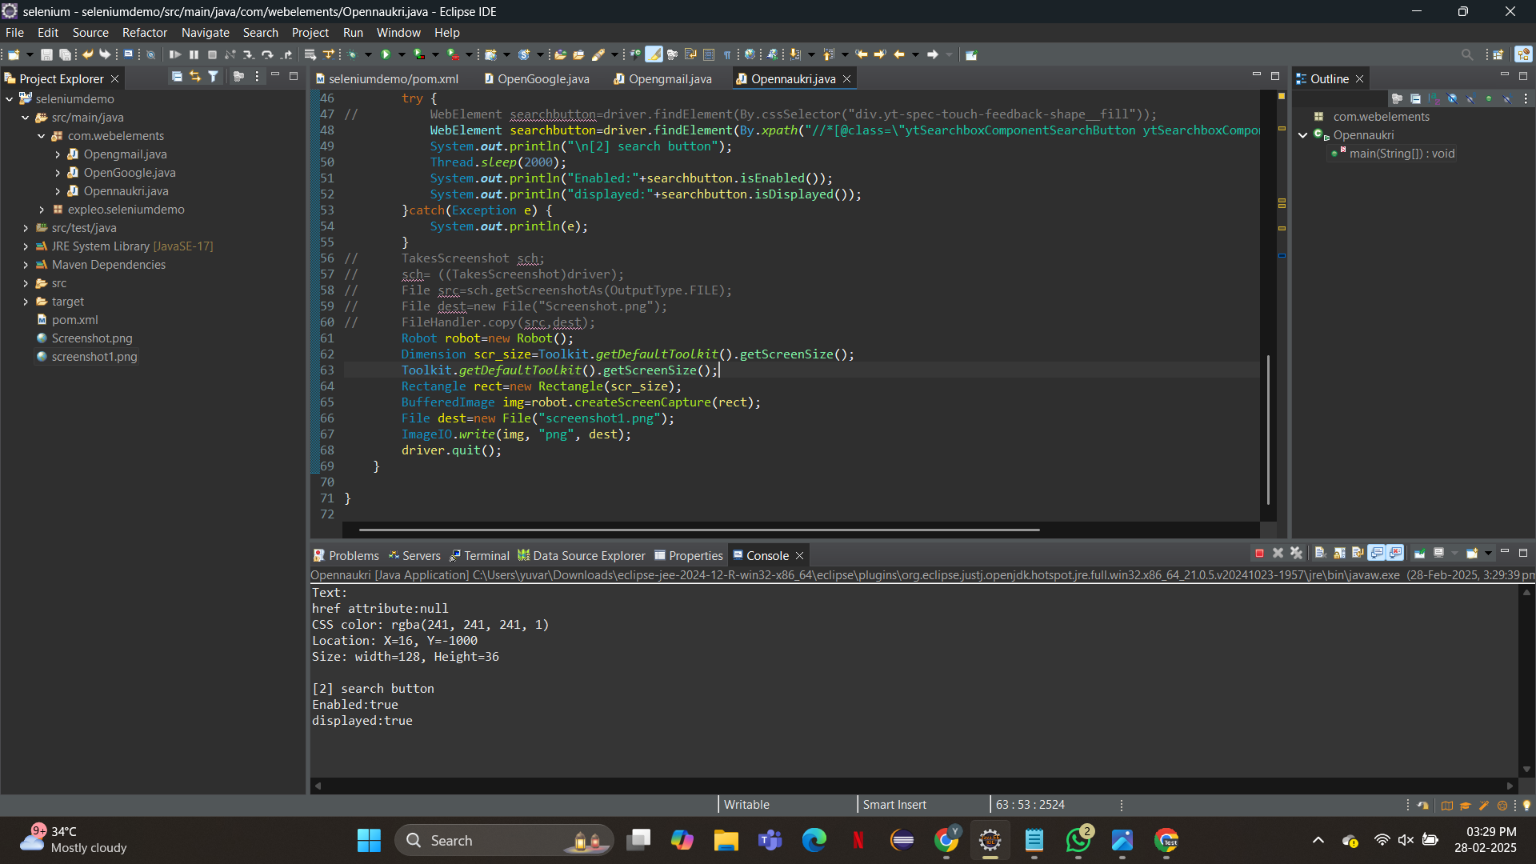 selenium - seleniumdemo/src/main/java/com/webelements/Opennaukri.java - Eclipse IDE
File Edit Source Refactor Navigate Search Project Run Window Help
Project Explorer
seleniumdemo
src/main/java
com.webelements
Opengmail.java
OpenGoogle.java
Opennaukri.java
expleo.seleniumdemo
src/test/java
JRE System Library [JavaSE-17]
Maven Dependencies
src
target
pom.xml
Screenshot.png
screenshot1.png
seleniumdemo/pom.xml OpenGoogle.java Opengmail.java Opennaukri.java
46 try {
47 // WebElement searchbutton=driver.findElement(By.cssSelector("div.yt-spec-touch-feedback-shape__fill"));
48 WebElement searchbutton=driver.findElement(By.xpath("//*[@class=\"ytSearchboxComponentSearchButton ytSearchboxCompon
49 System.out.println("\n[2] search button");
50 Thread.sleep(2000);
51 System.out.println("Enabled:"+searchbutton.isEnabled());
52 System.out.println("displayed:"+searchbutton.isDisplayed());
53 }catch(Exception e) {
54 System.out.println(e);
55 }
56 // TakesScreenshot sch;
57 // sch= ((TakesScreenshot)driver);
58 // File src=sch.getScreenshotAs(OutputType.FILE);
59 // File dest=new File("Screenshot.png");
60 // FileHandler.copy(src,dest);
61 Robot robot=new Robot();
62 Dimension scr_size=Toolkit.getDefaultToolkit().getScreenSize();
63 Toolkit.getDefaultToolkit().getScreenSize();
64 Rectangle rect=new Rectangle(scr_size);
65 BufferedImage img=robot.createScreenCapture(rect);
66 File dest=new File("screenshot1.png");
67 ImageIO.write(img, "png", dest);
68 driver.quit();
69 }
70
71 }
72
Outline
com.webelements
Opennaukri
main(String[]) : void
Problems Servers Terminal Data Source Explorer Properties Console
Opennaukri [Java Application] C:\Users\yuvar\Downloads\eclipse-jee-2024-12-R-win32-x86_64\eclipse\plugins\org.eclipse.justj.openjdk.hotspot.jre.full.win32.x86_64_21.0.5.v20241023-1957\jre\bin\javaw.exe (28-Feb-2025, 3:29:39 pm
Text:
href attribute:null
CSS color: rgba(241, 241, 241, 1)
Location: X=16, Y=-1000
Size: width=128, Height=36
[2] search button
Enabled:true
displayed:true
Writable Smart Insert 63 : 53 : 2524
9+
34°C
Mostly cloudy
Search
Y
2
Test
03:29 PM
28-02-2025